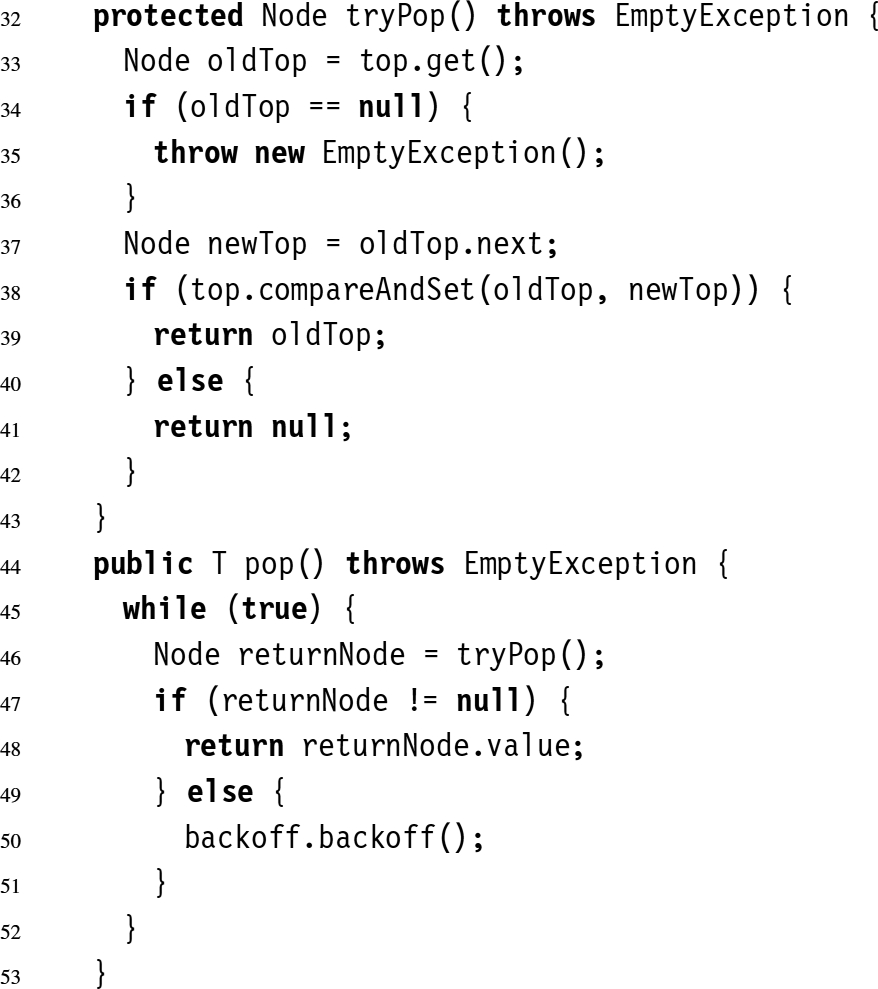 32 protected Node tryPop() throws EmptyException {
33 Node oldTop = top.get();
34 if (oldTop == null) {
35 throw new EmptyException();
36 }
37 Node newTop = oldTop.next;
38 if (top.compareAndSet(oldTop, newTop)) {
39 return oldTop;
40 } else {
41 return null;
42 }
43 }
44 public T pop() throws EmptyException {
45 while (true) {
46 Node returnNode = tryPop();
47 if (returnNode != null) {
48 return returnNode.value;
49 } else {
50 backoff.backoff();
51 }
52 }
53 }